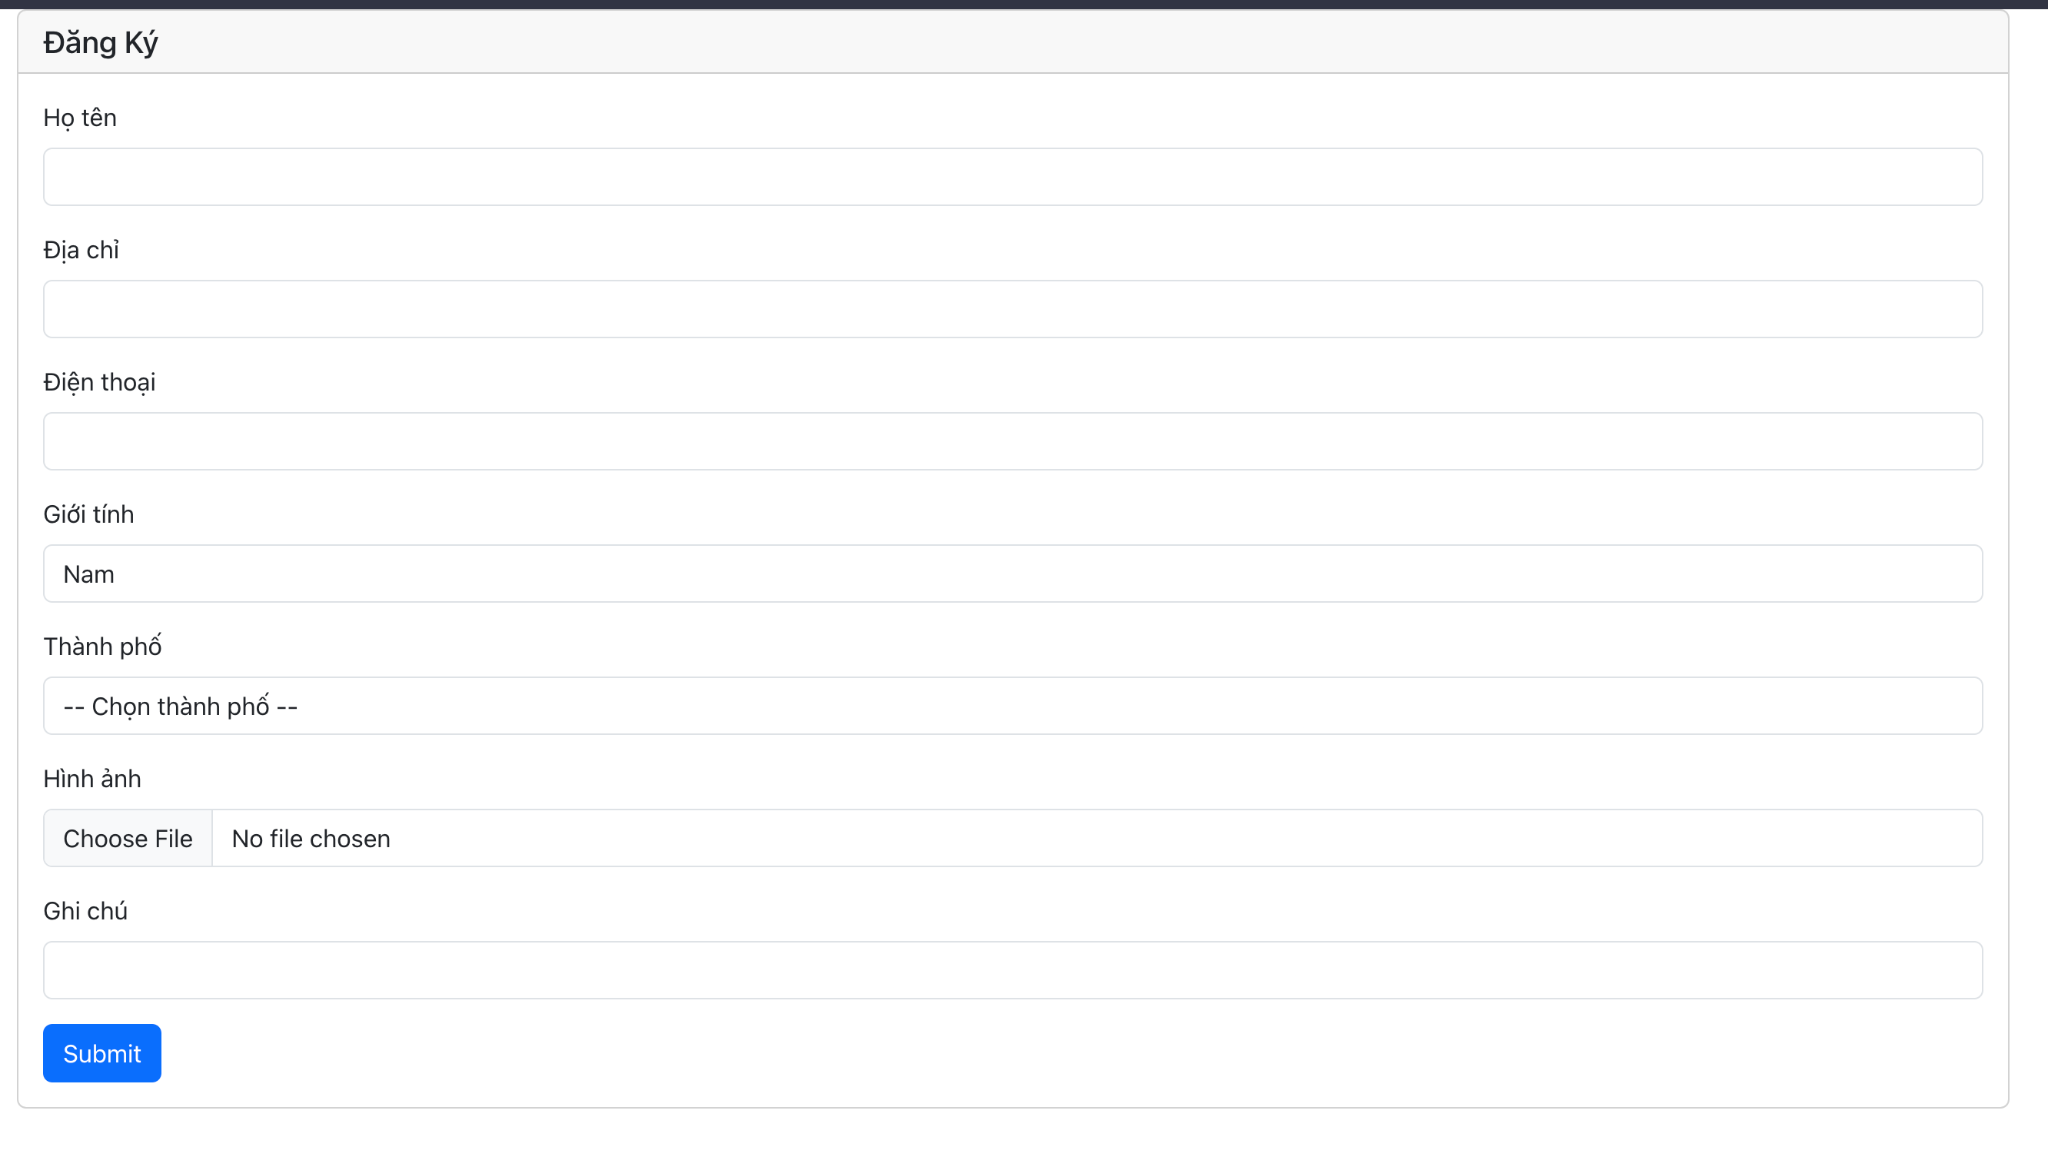 Đăng Ký
Họ tên
Địa chỉ
Điện thoại
Giới tính
Nam
Thành phố
-- Chọn thành phố --
Hình ảnh
Choose File No file chosen
Ghi chú
Submit